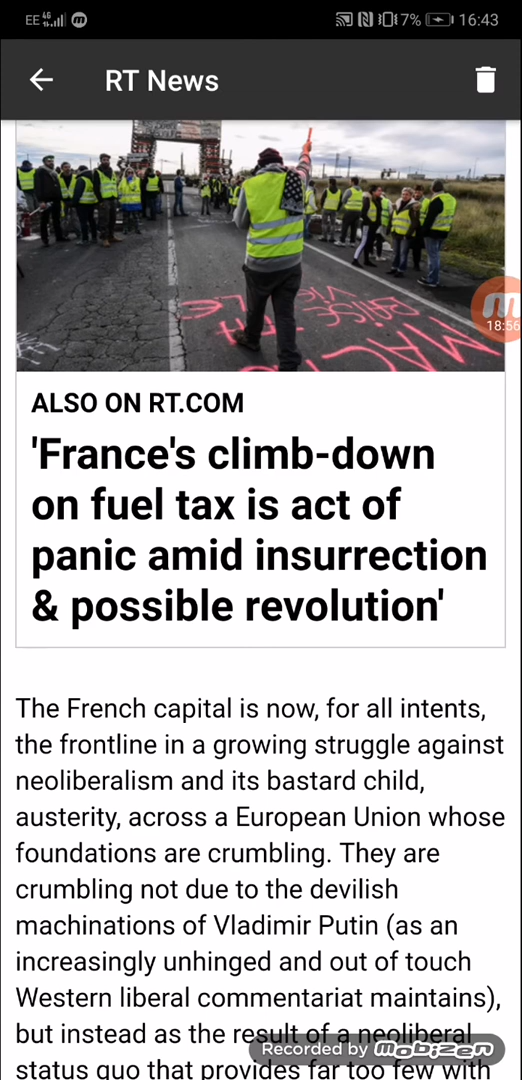 EE 4G 7% 16:43
RT News
18:56
ALSO ON RT.COM
'France's climb-down
on fuel tax is act of
panic amid insurrection
& possible revolution'
The French capital is now, for all intents,
the frontline in a growing struggle against
neoliberalism and its bastard child,
austerity, across a European Union whose
foundations are crumbling. They are
crumbling not due to the devilish
machinations of Vladimir Putin (as an
increasingly unhinged and out of touch
Western liberal commentariat maintains),
but instead as the result of a neoliberal
Recorded by mobizen
status quo that provides far too few with